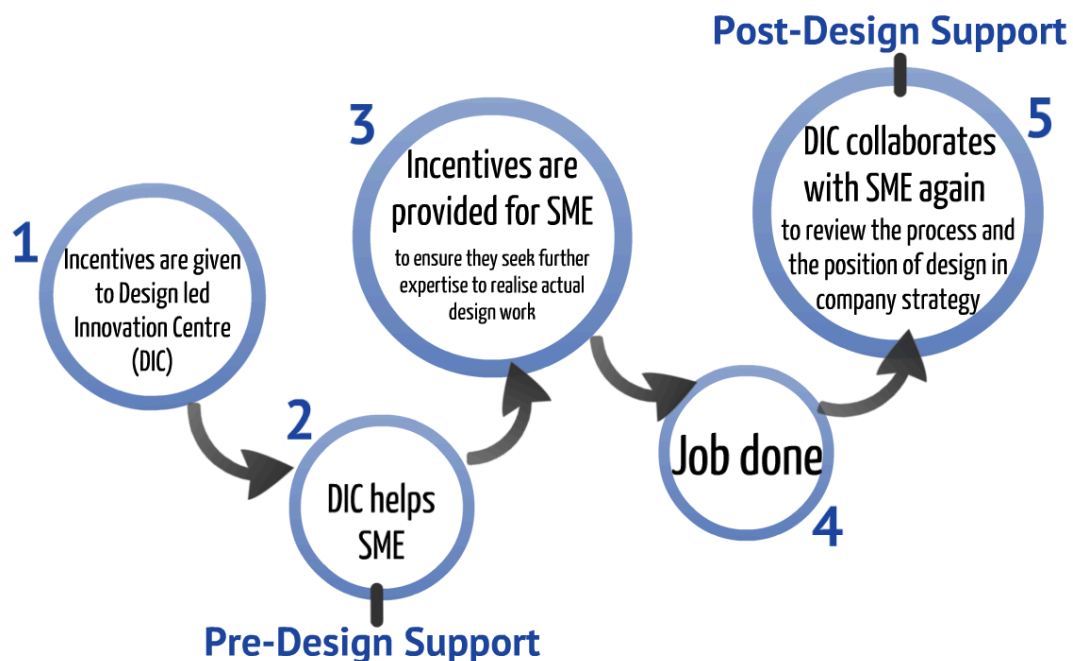 1
Incentives are given
to Design led
Innovation Centre
(DIC)
2
DIC helps
SME
Pre-Design Support
3
Incentives are
provided for SME
to ensure they seek further
expertise to realise actual
design work
Job done
4
Post-Design Support
5
DIC collaborates
with SME again
to review the process and
the position of design in
company strategy